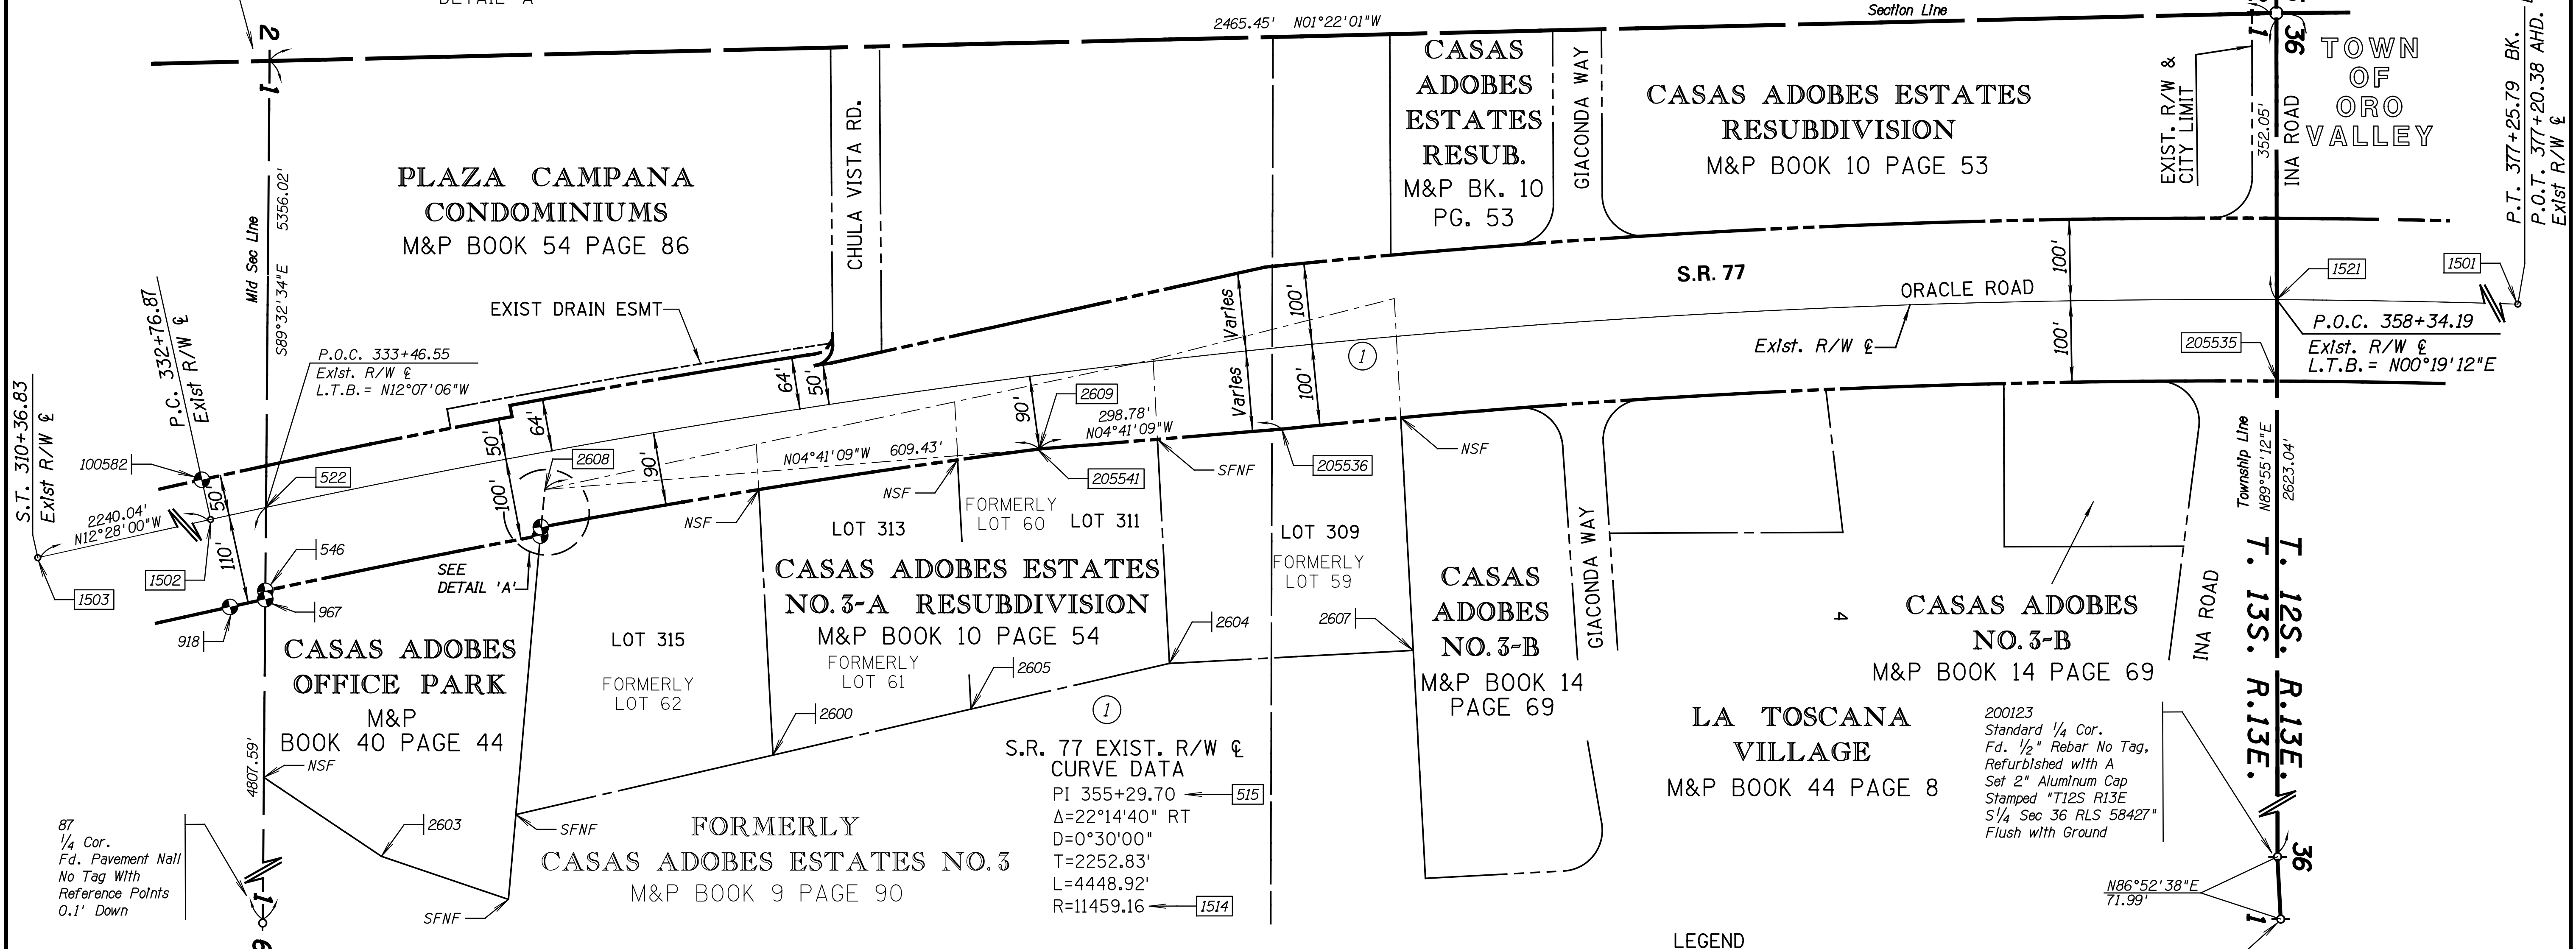 2465.45' N01°22'01"W
Section Line
2
1
36
1
TOWN
OF
ORO
VALLEY
P.T. 377+25.79 BK.
P.O.T. 377+20.38 AHD.
Exist R/W ℄
EXIST. R/W &
CITY LIMIT
352.05'
INA ROAD
CASAS
ADOBES
ESTATES
RESUB.
M&P BK. 10
PG. 53
GIACONDA WAY
CASAS ADOBES ESTATES
RESUBDIVISION
M&P BOOK 10 PAGE 53
PLAZA CAMPANA
CONDOMINIUMS
M&P BOOK 54 PAGE 86
CHULA VISTA RD.
Mid Sec Line
S89°32'34"E 5356.02'
EXIST DRAIN ESMT
P.C. 332+76.87
Exist R/W ℄
P.O.C. 333+46.55
Exist. R/W ℄
L.T.B.= N12°07'06"W
S.T. 310+36.83
Exist R/W ℄
100582
2240.04'
N12°28'00"W
50'
110'
522
546
967
918
1502
1503
50'
100'
64'
64'
50'
90'
90'
2608
2609
N04°41'09"W 609.43'
298.78'
N04°41'09"W
NSF
NSF
SFNF
NSF
205541
205536
Varies
Varies
100'
100'
1
S.R. 77
ORACLE ROAD
Exist. R/W ℄
100'
100'
1521
1501
205535
P.O.C. 358+34.19
Exist. R/W ℄
L.T.B.= N00°19'12"E
SEE
DETAIL 'A'
FORMERLY
LOT 60
LOT 313
LOT 311
LOT 309
FORMERLY
LOT 59
CASAS ADOBES ESTATES
NO. 3-A RESUBDIVISION
M&P BOOK 10 PAGE 54
FORMERLY
LOT 61
LOT 315
FORMERLY
LOT 62
CASAS ADOBES
OFFICE PARK
M&P
BOOK 40 PAGE 44
4807.59'
NSF
2603
2600
2605
2604
2607
SFNF
SFNF
CASAS
ADOBES
NO. 3-B
M&P BOOK 14
PAGE 69
GIACONDA WAY
4
CASAS ADOBES
NO. 3-B
M&P BOOK 14 PAGE 69
INA ROAD
Township Line
N89°55'12"E
2623.04'
T. 12S. R.13E.
T. 13S. R.13E.
LA TOSCANA
VILLAGE
M&P BOOK 44 PAGE 8
200123
Standard 1/4 Cor.
Fd. 1/2" Rebar No Tag,
Refurbished with A
Set 2" Aluminum Cap
Stamped "T12S R13E
S1/4 Sec 36 RLS 58427"
Flush with Ground
N86°52'38"E
71.99'
36
1
87
1/4 Cor.
Fd. Pavement Nail
No Tag With
Reference Points
0.1' Down
1
6
FORMERLY
CASAS ADOBES ESTATES NO. 3
M&P BOOK 9 PAGE 90
1
S.R. 77 EXIST. R/W ℄
CURVE DATA
PI 355+29.70
515
Δ=22°14'40" RT
D=0°30'00"
T=2252.83'
L=4448.92'
R=11459.16
1514
LEGEND